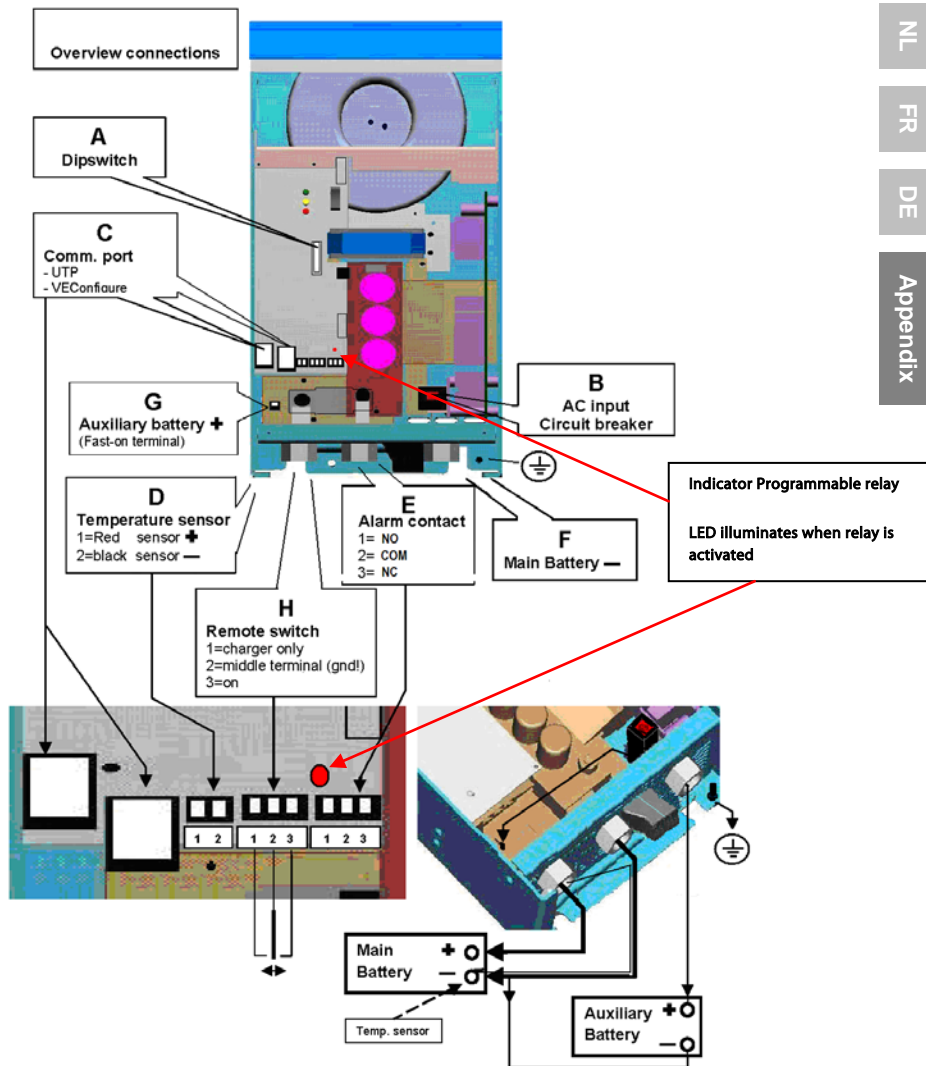 Overview connections
NL
FR
DE
Appendix
A
Dipswitch
C
Comm. port
- UTP
- VEConfigure
G
Auxiliary battery +
(Fast-on terminal)
B
AC input
Circuit breaker
D
Temperature sensor
1=Red sensor +
2=black sensor —
E
Alarm contact
1= NO
2= COM
3= NC
F
Main Battery —
Indicator Programmable relay
LED illuminates when relay is
activated
H
Remote switch
1=charger only
2=middle terminal (gnd!)
3=on
1 2
1 2 3
1 2 3
Main +
Battery —
Temp. sensor
Auxiliary +
Battery
—